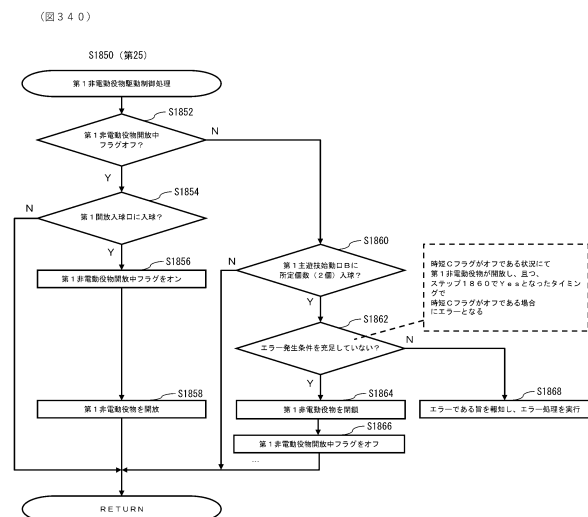 (図340)
S1850(第25)
第1非電動役物駆動制御処理
S1852
第1非電動役物開放中
フラグオフ?
N
Y
S1854
第1開放入球口に入球?
N
Y
S1856
第1非電動役物開放中フラグをオン
S1858
第1非電動役物を開放
S1860
第1主遊技始動口Bに
所定個数(2個)入球?
N
Y
時短Cフラグがオフである状況にて
第1非電動役物が開放し、且つ、
ステップ1860でYesとなったタイミン
グで
時短Cフラグがオフである場合
にエラーとなる
S1862
エラー発生条件を充足していない?
N
Y
S1864
第1非電動役物を閉鎖
S1866
第1非電動役物開放中フラグをオフ
...
S1868
エラーである旨を報知し、エラー処理を実行
RETURN